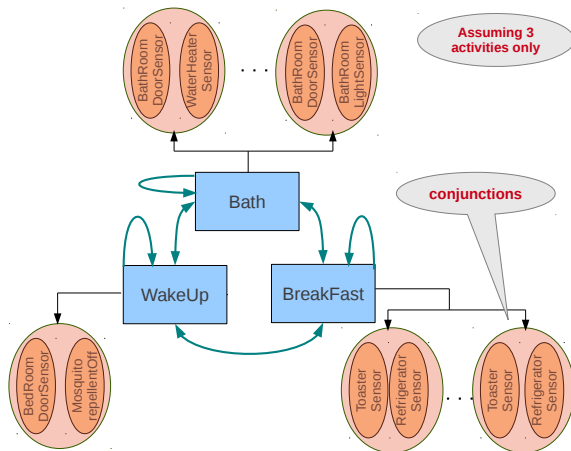 Assuming 3
activities only
BathRoom
DoorSensor
WaterHeater
Sensor
. . .
BathRoom
DoorSensor
BathRoom
LightSensor
Bath
conjunctions
WakeUp
BreakFast
BedRoom
DoorSensor
Mosquito
repellentOff
Toaster
Sensor
Refrigerator
Sensor
. . .
Toaster
Sensor
Refrigerator
Sensor